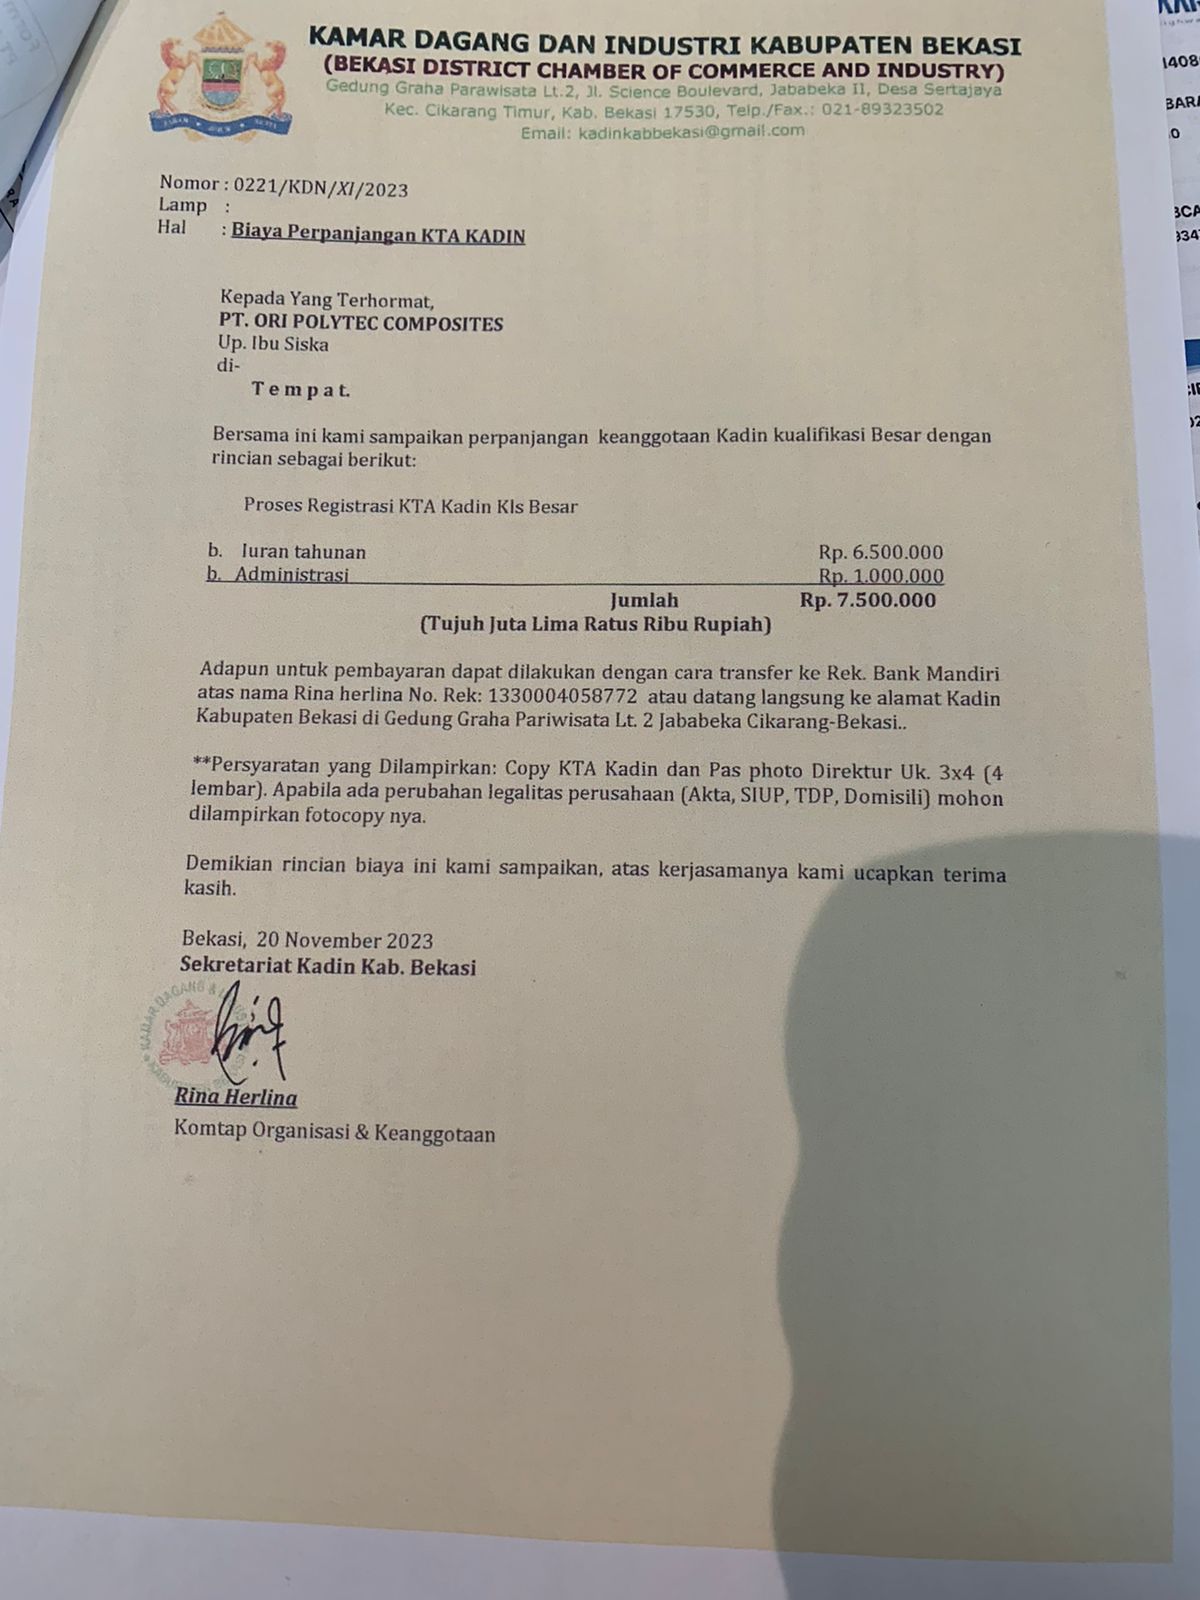 KAMAR DAGANG DAN INDUSTRI KABUPATEN BEKASI
(BEKASI DISTRICT CHAMBER OF COMMERCE AND INDUSTRY)
Gedung Graha Parawisata Lt.2, Jl. Science Boulevard, Jababeka II, Desa Sertajaya
Kec. Cikarang Timur, Kab. Bekasi 17530, Telp./Fax.: 021-89323502
Email: kadinkabbekasi@gmail.com
Nomor : 0221/KDN/XI/2023
Lamp :
Hal : Biaya Perpanjangan KTA KADIN
Kepada Yang Terhormat,
PT. ORI POLYTEC COMPOSITES
Up. Ibu Siska
di-
T e m p a t.
Bersama ini kami sampaikan perpanjangan keanggotaan Kadin kualifikasi Besar dengan
rincian sebagai berikut:
Proses Registrasi KTA Kadin Kls Besar
b. Iuran tahunan Rp. 6.500.000
b. Administrasi Rp. 1.000.000
Jumlah Rp. 7.500.000
(Tujuh Juta Lima Ratus Ribu Rupiah)
Adapun untuk pembayaran dapat dilakukan dengan cara transfer ke Rek. Bank Mandiri
atas nama Rina herlina No. Rek: 1330004058772 atau datang langsung ke alamat Kadin
Kabupaten Bekasi di Gedung Graha Pariwisata Lt. 2 Jababeka Cikarang-Bekasi..
**Persyaratan yang Dilampirkan: Copy KTA Kadin dan Pas photo Direktur Uk. 3x4 (4
lembar). Apabila ada perubahan legalitas perusahaan (Akta, SIUP, TDP, Domisili) mohon
dilampirkan fotocopy nya.
Demikian rincian biaya ini kami sampaikan, atas kerjasamanya kami ucapkan terima
kasih.
Bekasi, 20 November 2023
Sekretariat Kadin Kab. Bekasi
KAMAR DAGANG &
Rina Herlina
Komtap Organisasi & Keanggotaan